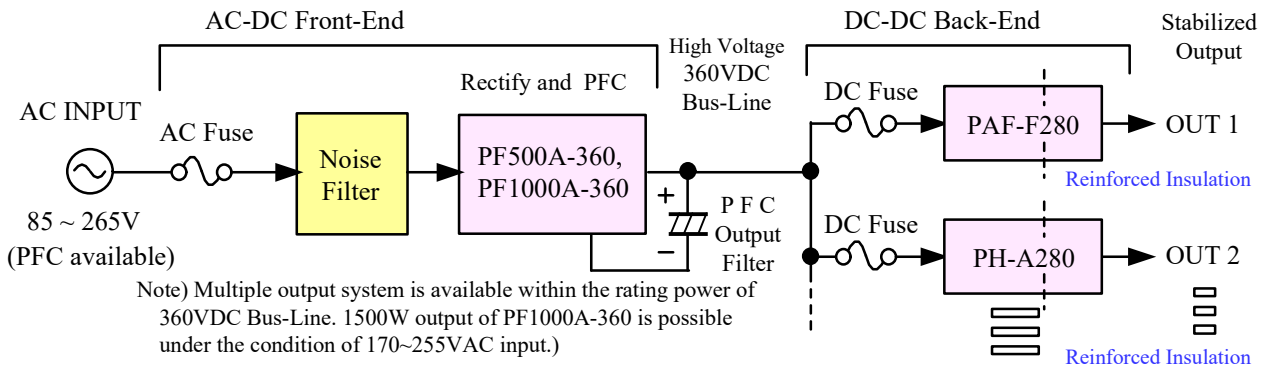 AC-DC Front-End
DC-DC Back-End
Stabilized
Output
High Voltage
360VDC
Bus-Line
Rectify and PFC
AC INPUT
AC Fuse
Noise
Filter
PF500A-360,
PF1000A-360
DC Fuse
PAF-F280
OUT 1
Reinforced Insulation
85 ~ 265V
(PFC available)
+
−
P F C
Output
Filter
DC Fuse
PH-A280
OUT 2
Reinforced Insulation
Note) Multiple output system is available within the rating power of
360VDC Bus-Line. 1500W output of PF1000A-360 is possible
under the condition of 170~255VAC input.)